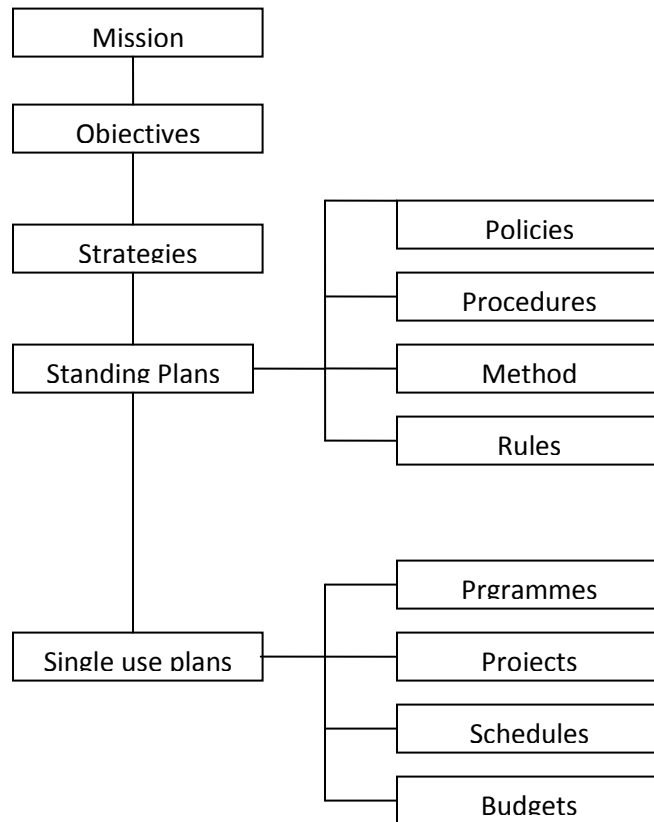 Mission
Objectives
Strategies
Policies
Procedures
Standing Plans
Method
Rules
Prgrammes
Single use plans
Projects
Schedules
Budgets